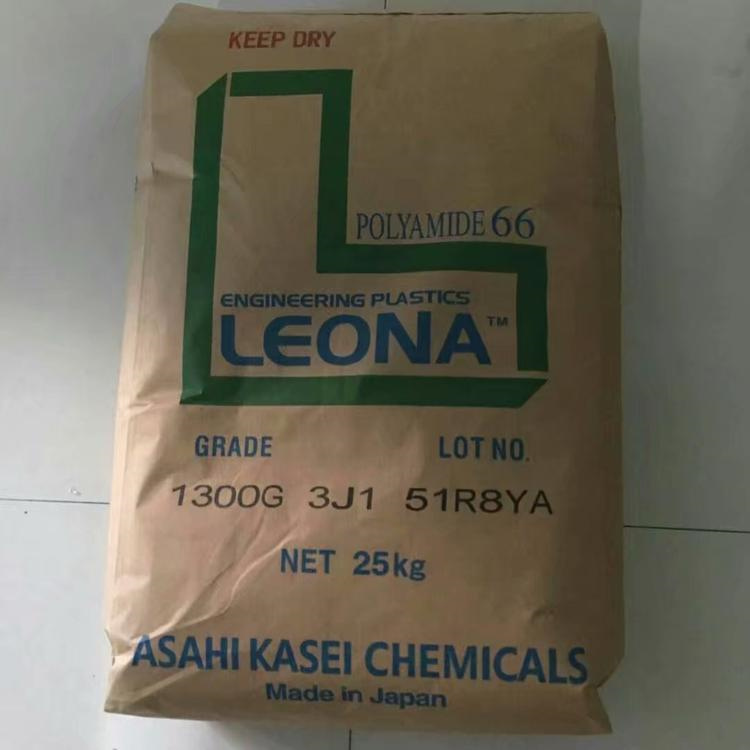 KEEP DRY
POLYAMIDE 66
ENGINEERING PLASTICS
LEONA™
GRADE LOT NO.
1300G 3J1 51R8YA
NET 25kg
ASAHI KASEI CHEMICALS
Made in Japan